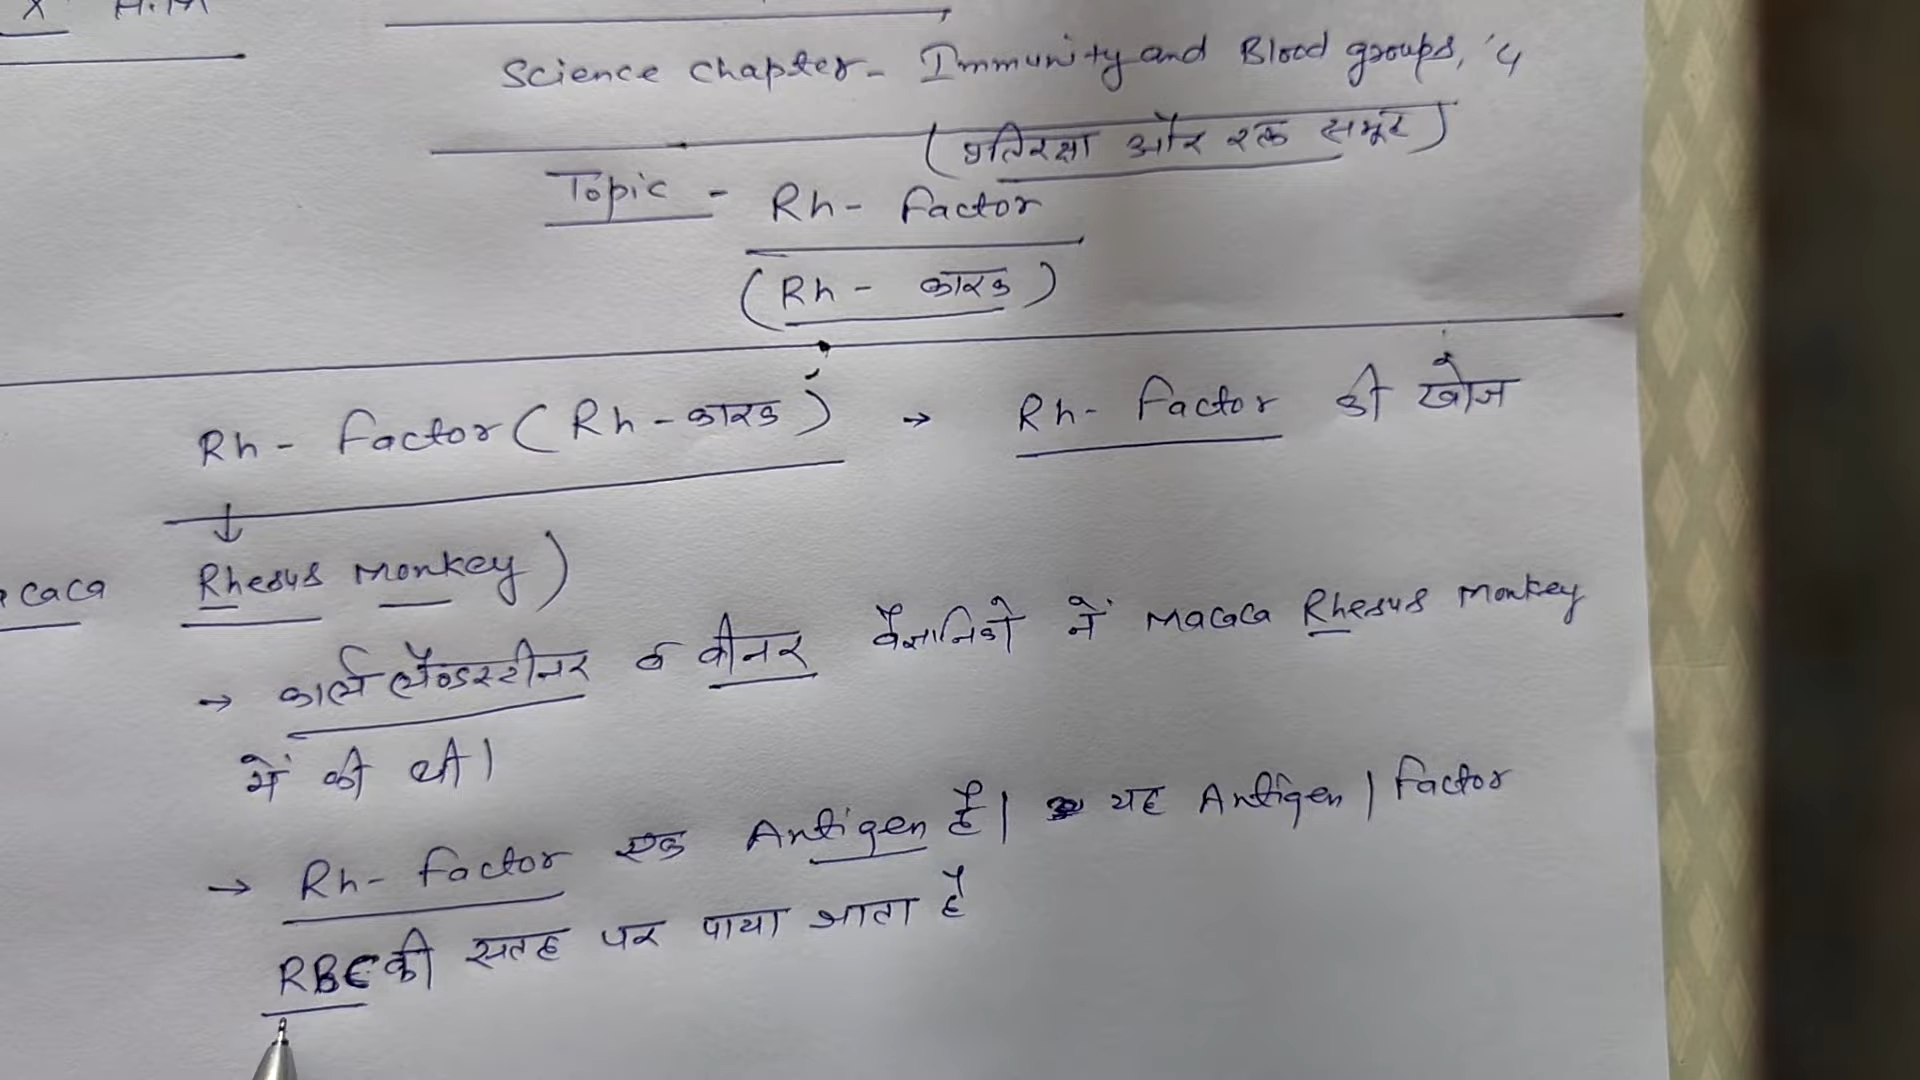 X H.M
Science Chapter- Immunity and Blood groups, '4
(प्रतिरक्षा और रक्त समूह)
Topic - Rh- factor
(Rh- कारक)
Rh- factor (Rh-कारक) → Rh- factor की खोज
↓
caca Rhesus Monkey)
→ कार्ल लैण्डस्टीनर व वीनर वैज्ञानिको ने Macaca Rhesus Monkey
में की थी।
→ Rh- factor एक Antigen है। यह Antigen | factor
RBC की सतह पर पाया जाता है